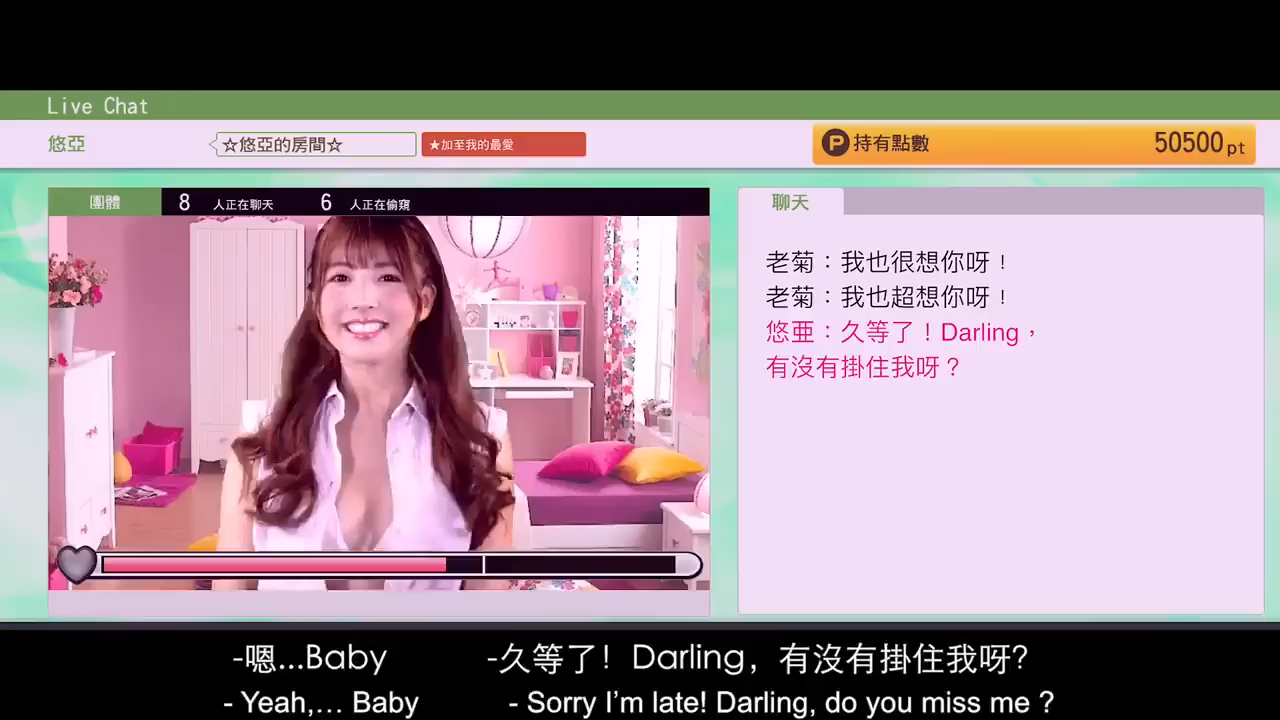 Live Chat
悠亞
☆悠亞的房間☆
★加至我的最愛
P 持有點數 50500 pt
團體 8 人正在聊天 6 人正在偷窺
聊天
老菊：我也很想你呀！
老菊：我也超想你呀！
悠亜：久等了！Darling，
有沒有掛住我呀？
-嗯...Baby -久等了！Darling，有沒有掛住我呀?
- Yeah,... Baby - Sorry I'm late! Darling, do you miss me ?